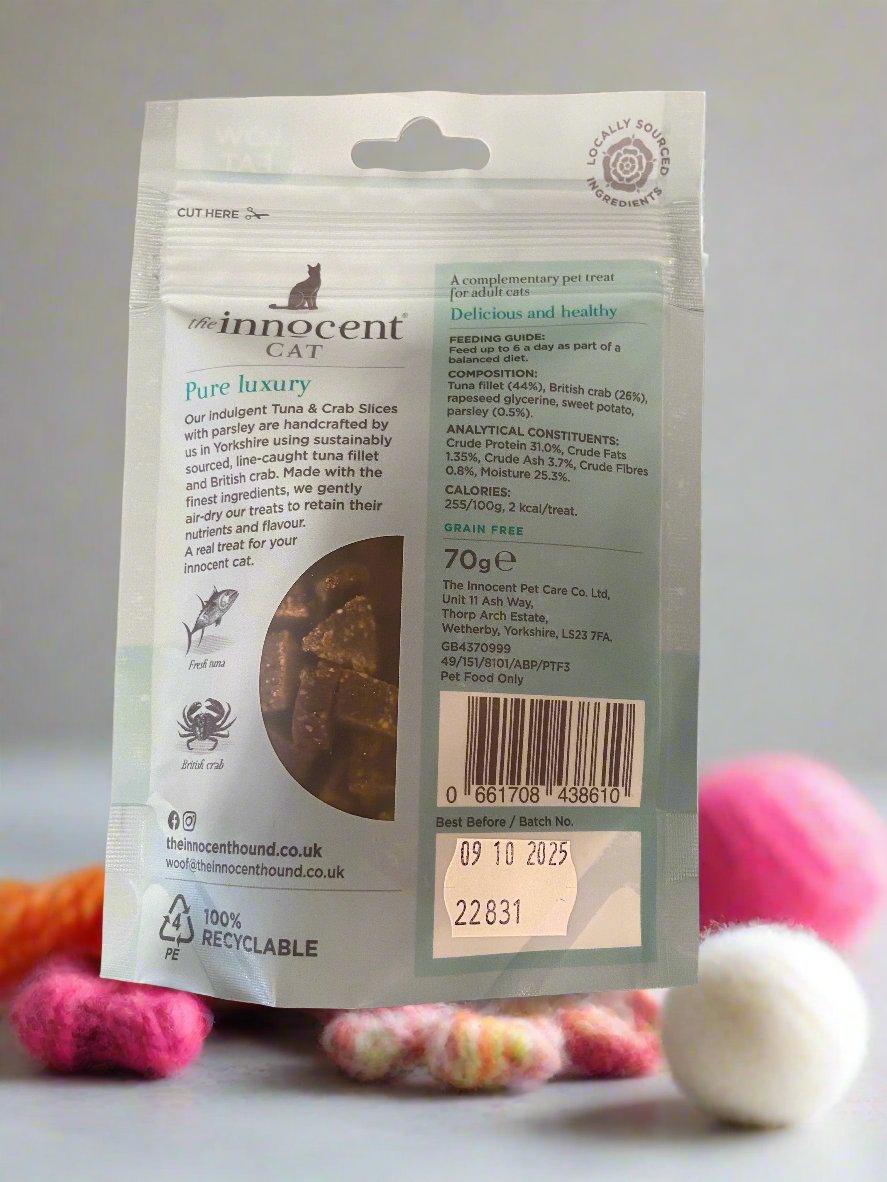 LOCALLY SOURCED
INGREDIENTS
CUT HERE
the innocent®
CAT
Pure luxury
Our indulgent Tuna & Crab Slices
with parsley are handcrafted by
us in Yorkshire using sustainably
sourced, line-caught tuna fillet
and British crab. Made with the
finest ingredients, we gently
air-dry our treats to retain their
nutrients and flavour.
A real treat for your
innocent cat.
Fresh tuna
British crab
theinnocenthound.co.uk
woof@theinnocenthound.co.uk
4
PE
100%
RECYCLABLE
A complementary pet treat
for adult cats
Delicious and healthy
FEEDING GUIDE:
Feed up to 6 a day as part of a
balanced diet.
COMPOSITION:
Tuna fillet (44%), British crab (26%),
rapeseed glycerine, sweet potato,
parsley (0.5%).
ANALYTICAL CONSTITUENTS:
Crude Protein 31.0%, Crude Fats
1.35%, Crude Ash 3.7%, Crude Fibres
0.8%, Moisture 25.3%.
CALORIES:
255/100g, 2 kcal/treat.
GRAIN FREE
70g℮
The Innocent Pet Care Co. Ltd,
Unit 11 Ash Way,
Thorp Arch Estate,
Wetherby, Yorkshire, LS23 7FA.
GB4370999
49/151/8101/ABP/PTF3
Pet Food Only
0 661708 438610
Best Before / Batch No.
09 10 2025
22831